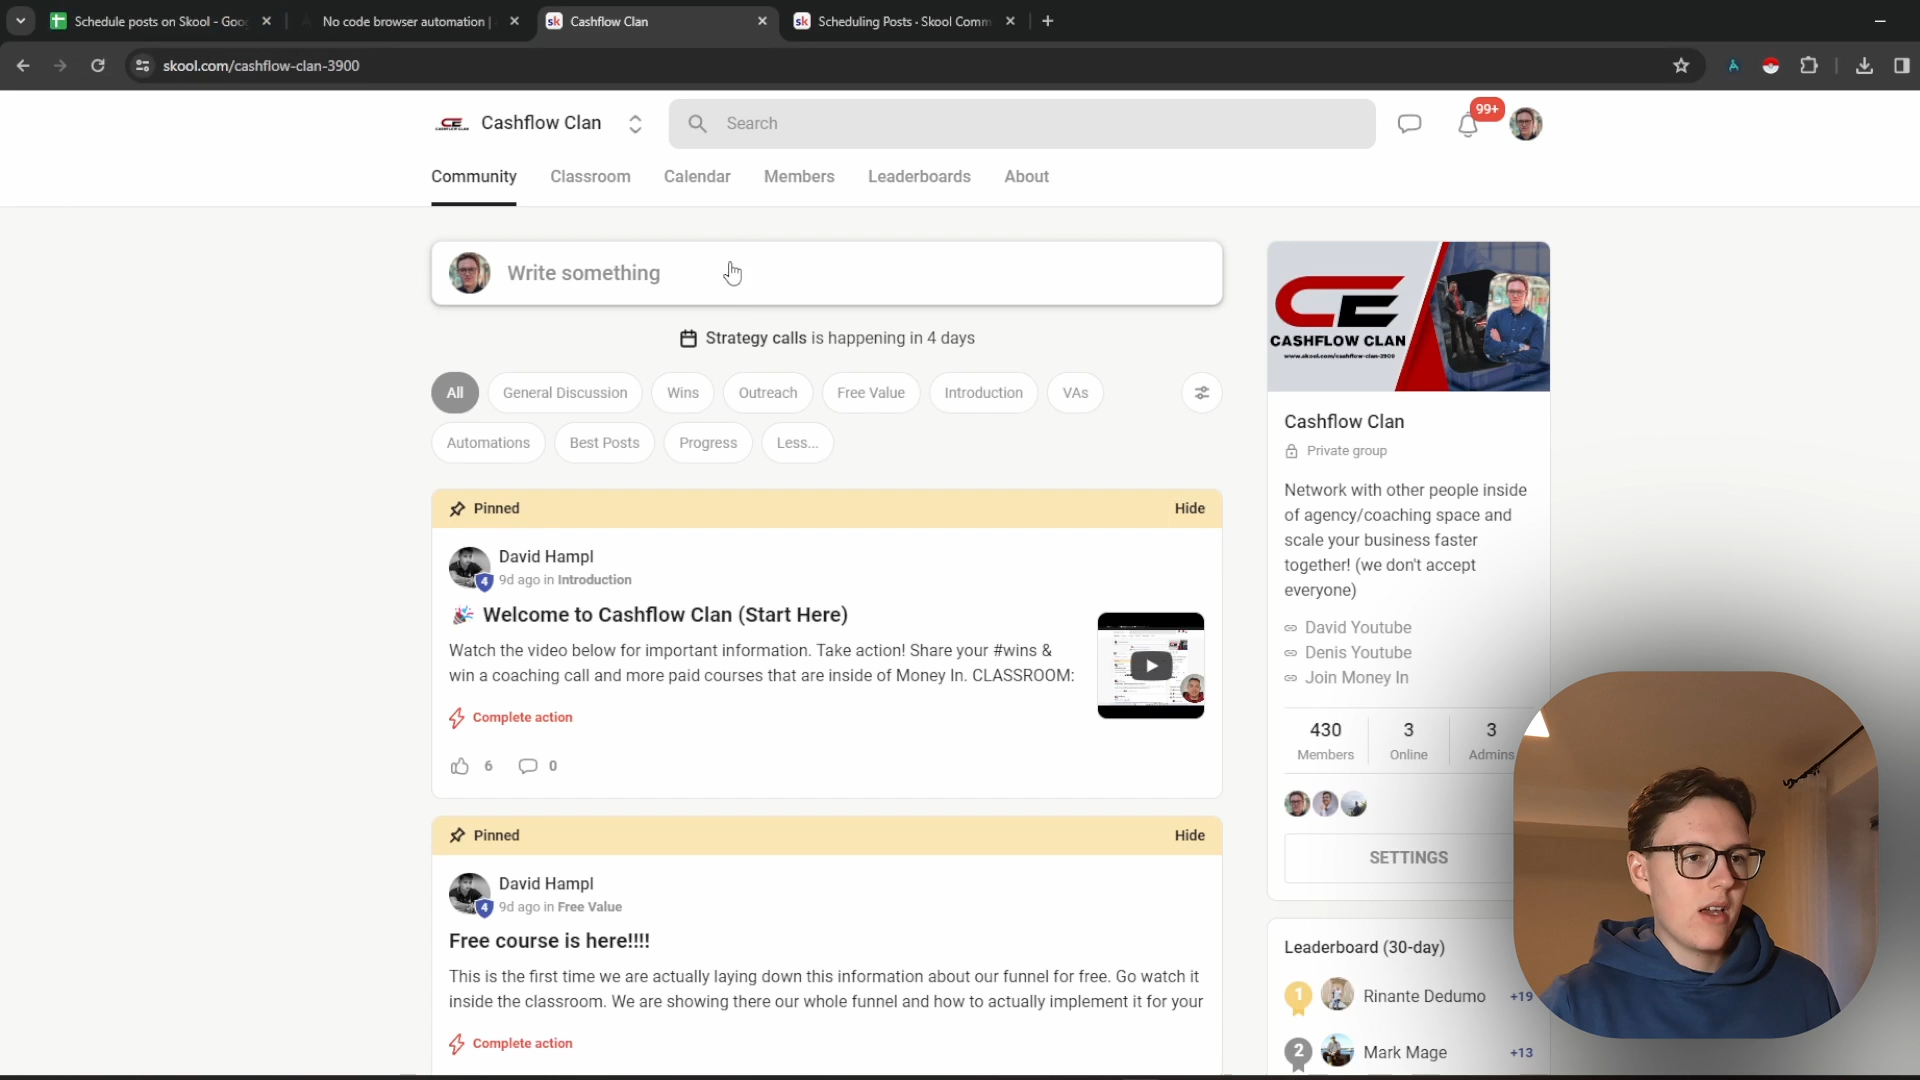 Schedule posts on Skool - Goo
No code browser automation |
Cashflow Clan
Scheduling Posts · Skool Comm
skool.com/cashflow-clan-3900
CE
Cashflow Clan
Search
99+
Community
Classroom
Calendar
Members
Leaderboards
About
Write something
Strategy calls is happening in 4 days
All
General Discussion
Wins
Outreach
Free Value
Introduction
VAs
Automations
Best Posts
Progress
Less...
Pinned
Hide
David Hampl
4
9d ago in Introduction
Welcome to Cashflow Clan (Start Here)
Watch the video below for important information. Take action! Share your #wins &
win a coaching call and more paid courses that are inside of Money In. CLASSROOM:
Complete action
6
0
Pinned
Hide
David Hampl
4
9d ago in Free Value
Free course is here!!!!
This is the first time we are actually laying down this information about our funnel for free. Go watch it
inside the classroom. We are showing there our whole funnel and how to actually implement it for your
Complete action
CE
CASHFLOW CLAN
www.skool.com/cashflow-clan-3900
Cashflow Clan
Private group
Network with other people inside
of agency/coaching space and
scale your business faster
together! (we don't accept
everyone)
David Youtube
Denis Youtube
Join Money In
430
Members
3
Online
3
Admins
SETTINGS
Leaderboard (30-day)
1
Rinante Dedumo
+19
2
Mark Mage
+13